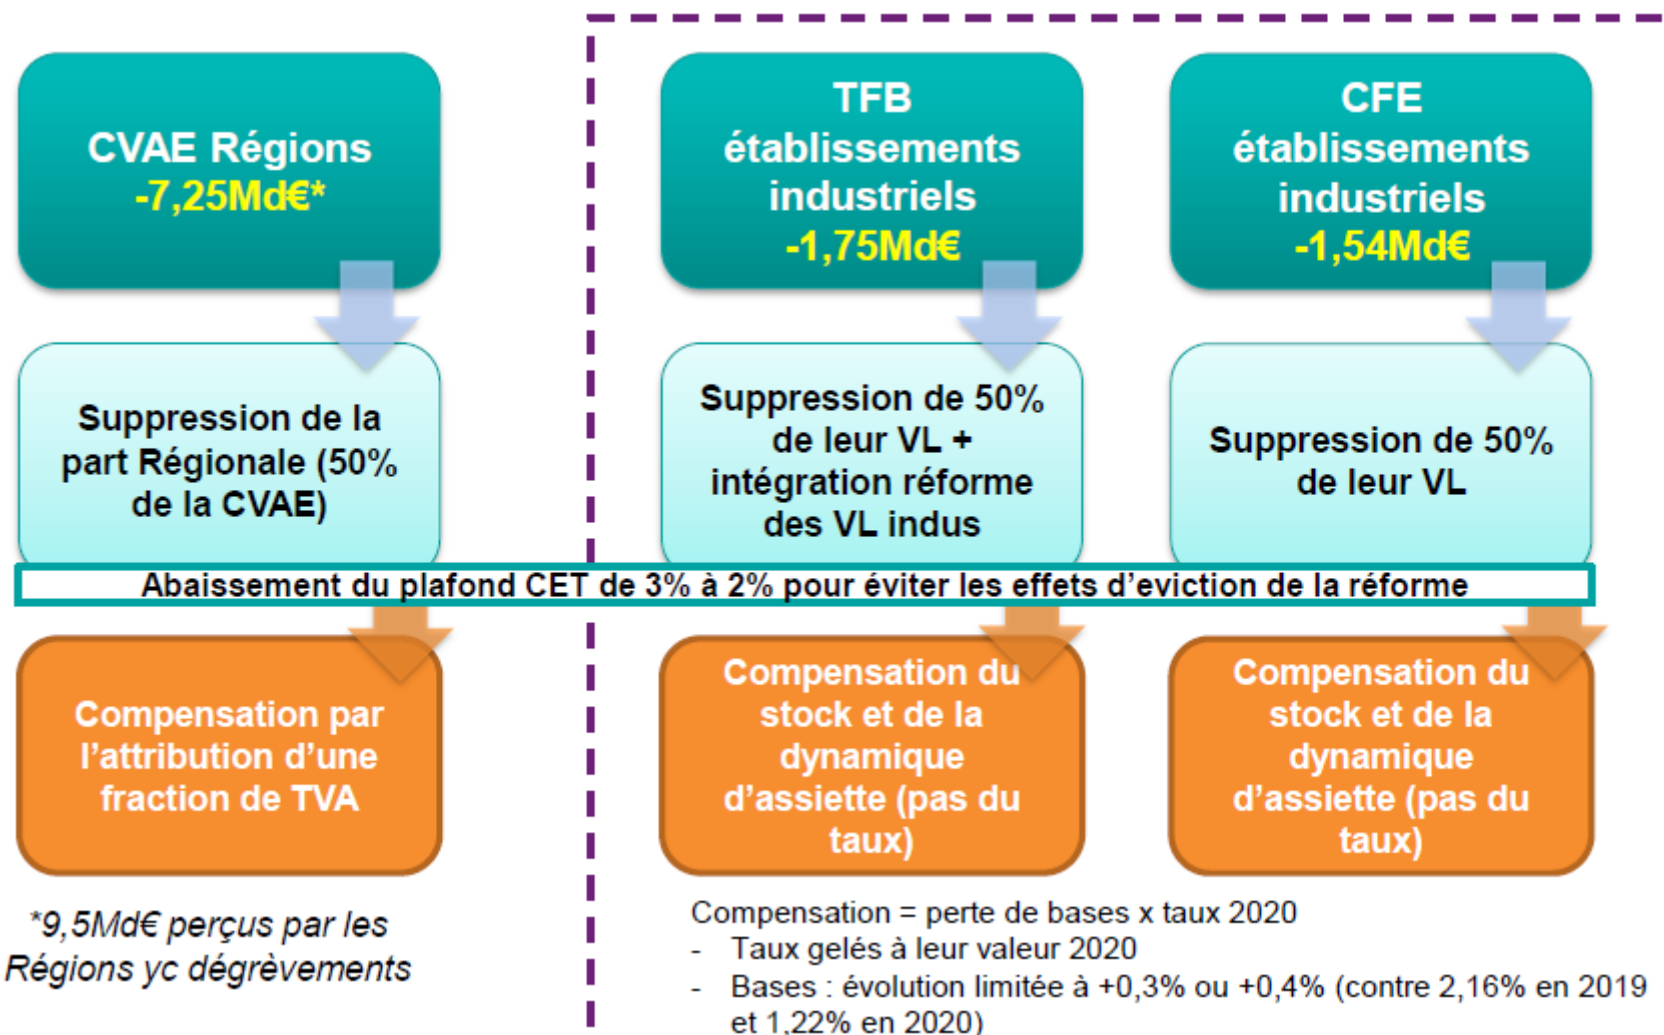 CVAE Régions
-7,25Md€*
TFB
établissements
industriels
-1,75Md€
CFE
établissements
industriels
-1,54Md€
Suppression de la
part Régionale (50%
de la CVAE)
Suppression de 50%
de leur VL +
intégration réforme
des VL indus
Suppression de 50%
de leur VL
Abaissement du plafond CET de 3% à 2% pour éviter les effets d’eviction de la réforme
Compensation par
l’attribution d’une
fraction de TVA
Compensation du
stock et de la
dynamique
d’assiette (pas du
taux)
Compensation du
stock et de la
dynamique
d’assiette (pas du
taux)
*9,5Md€ perçus par les
Régions yc dégrèvements
Compensation = perte de bases x taux 2020
- Taux gelés à leur valeur 2020
- Bases : évolution limitée à +0,3% ou +0,4% (contre 2,16% en 2019
et 1,22% en 2020)